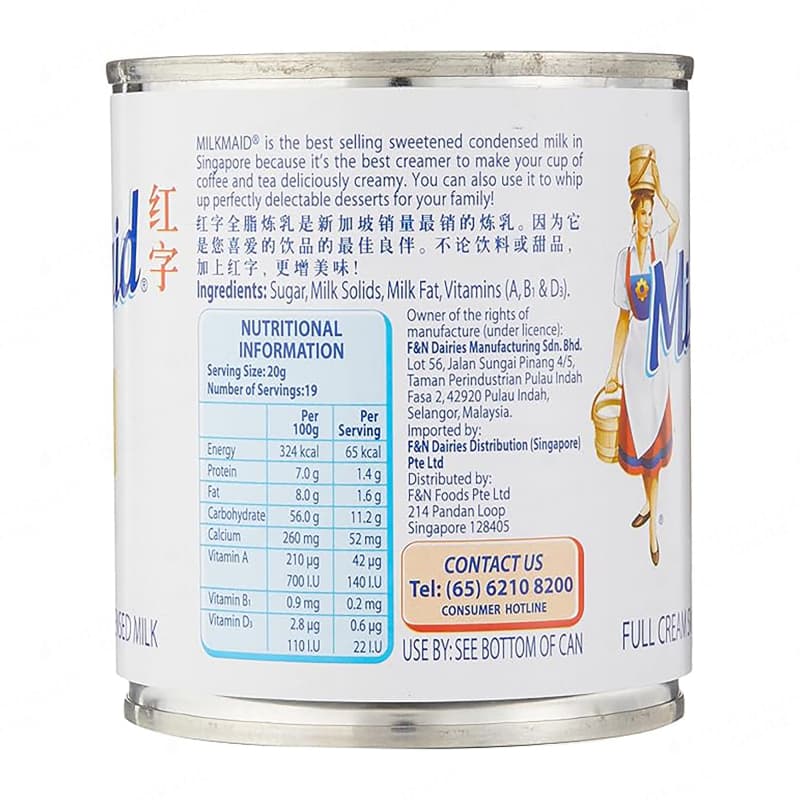 MILKMAID® is the best selling sweetened condensed milk in
Singapore because it's the best creamer to make your cup of
coffee and tea deliciously creamy. You can also use it to whip
up perfectly delectable desserts for your family!
红字全脂炼乳是新加坡销量最销的炼乳。因为它
是您喜爱的饮品的最佳良伴。不论饮料或甜品，
加上红字，更增美味！
Ingredients: Sugar, Milk Solids, Milk Fat, Vitamins (A, B₁ & D₃).
NUTRITIONAL
INFORMATION
Serving Size: 20g
Number of Servings: 19
Per 100g Per Serving
Energy 324 kcal 65 kcal
Protein 7.0 g 1.4 g
Fat 8.0 g 1.6 g
Carbohydrate 56.0 g 11.2 g
Calcium 260 mg 52 mg
Vitamin A 210 µg 42 µg
700 I.U 140 I.U
Vitamin B₁ 0.9 mg 0.2 mg
Vitamin D₃ 2.8 µg 0.6 µg
110 I.U 22 I.U
Owner of the rights of
manufacture (under licence):
F&N Dairies Manufacturing Sdn. Bhd.
Lot 56, Jalan Sungai Pinang 4/5,
Taman Perindustrian Pulau Indah
Fasa 2, 42920 Pulau Indah,
Selangor, Malaysia.
Imported by:
F&N Dairies Distribution (Singapore)
Pte Ltd
Distributed by:
F&N Foods Pte Ltd
214 Pandan Loop
Singapore 128405
CONTACT US
Tel: (65) 6210 8200
CONSUMER HOTLINE
USE BY: SEE BOTTOM OF CAN
红字
id®
MILK
Mi
FULL CREAM